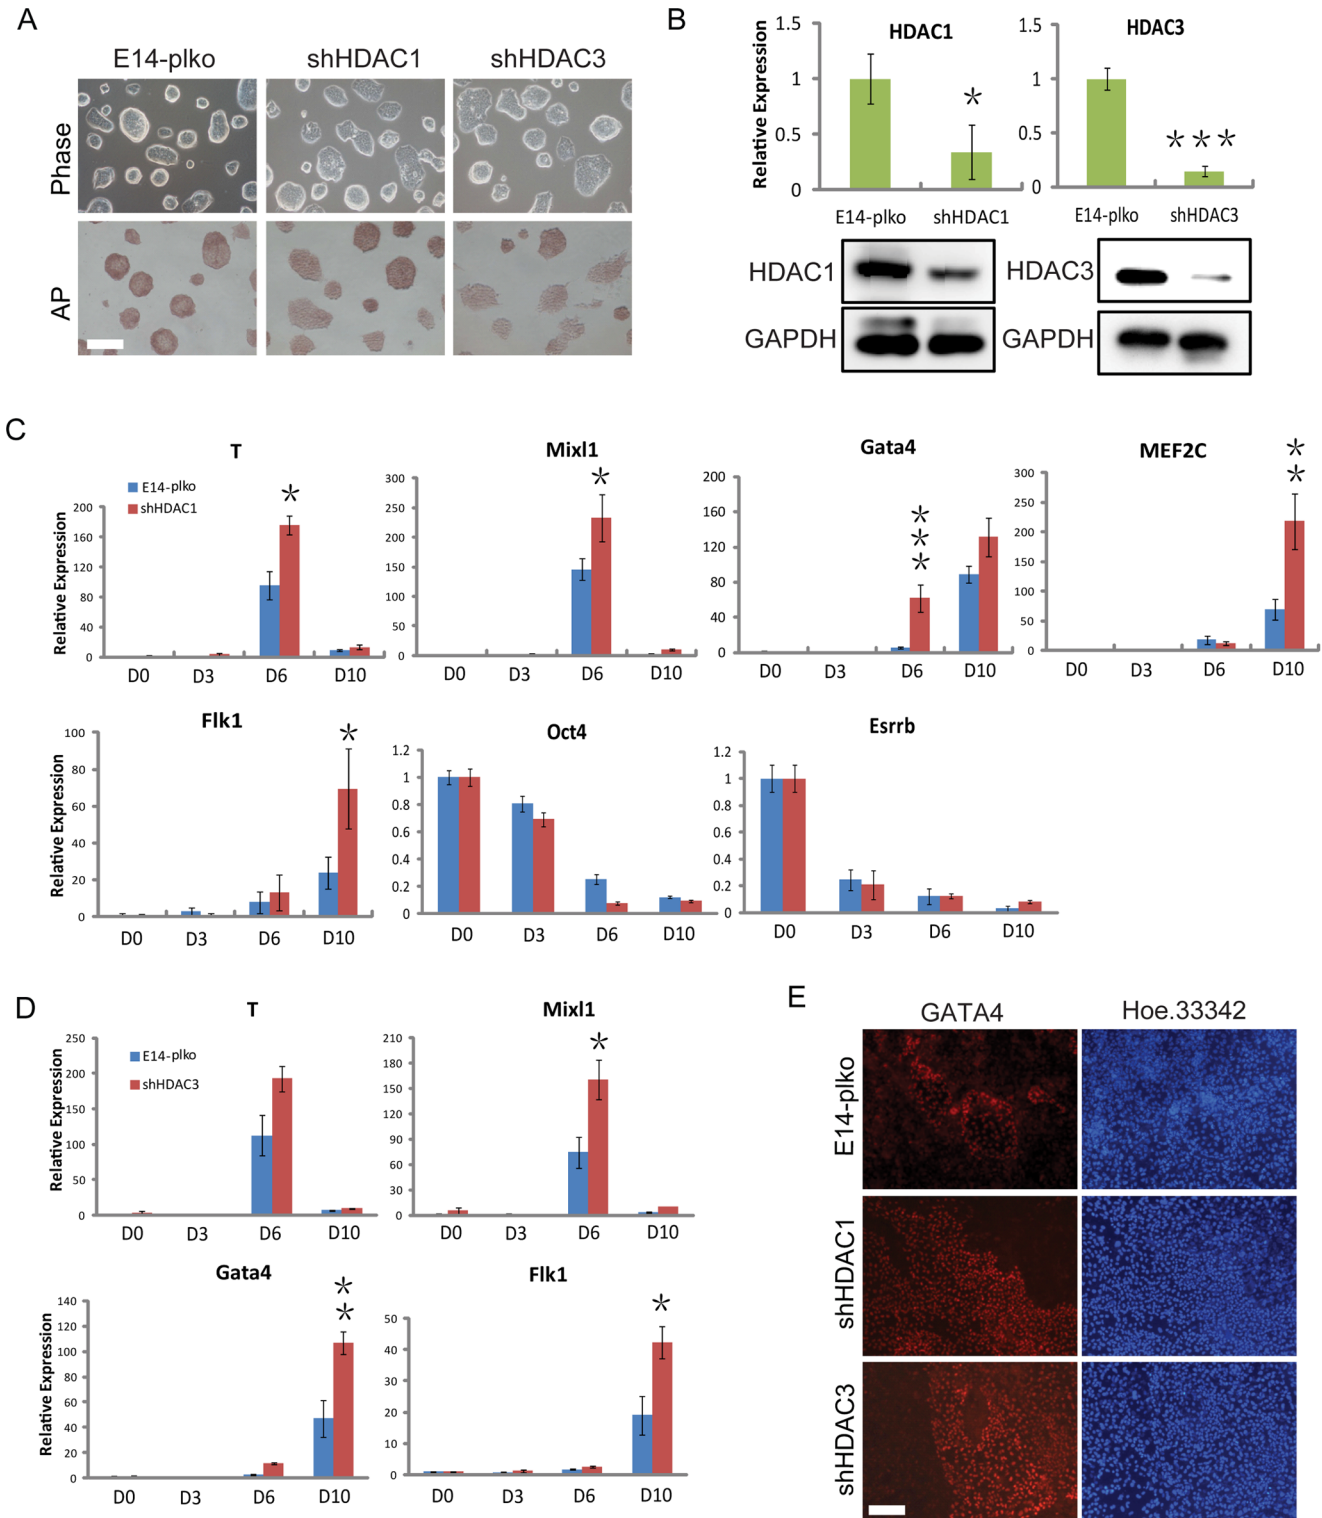 A
E14-plko shHDAC1 shHDAC3
Phase
AP
B
HDAC1
Relative Expression
1.5
1
0.5
0
*
E14-plko shHDAC1
HDAC3
1.5
1
0.5
0
***
E14-plko shHDAC3
HDAC1
GAPDH
HDAC3
GAPDH
C
T
E14-plko
shHDAC1
Relative Expression
200
160
120
80
40
0
*
D0 D3 D6 D10
Mixl1
300
250
200
150
100
50
0
*
D0 D3 D6 D10
Gata4
200
160
120
80
40
0
***
D0 D3 D6 D10
MEF2C
300
250
200
150
100
50
0
**
D0 D3 D6 D10
Flk1
Relative Expression
100
80
60
40
20
0
*
D0 D3 D6 D10
Oct4
1.2
1
0.8
0.6
0.4
0.2
0
D0 D3 D6 D10
Esrrb
1.2
1
0.8
0.6
0.4
0.2
0
D0 D3 D6 D10
D
T
E14-plko
shHDAC3
Relative Expression
250
200
150
100
50
0
D0 D3 D6 D10
Mixl1
210
180
150
120
90
60
30
0
*
D0 D3 D6 D10
Gata4
Relative Expression
140
120
100
80
60
40
20
0
**
D0 D3 D6 D10
Flk1
50
40
30
20
10
0
*
D0 D3 D6 D10
E
GATA4 Hoe.33342
E14-plko
shHDAC1
shHDAC3